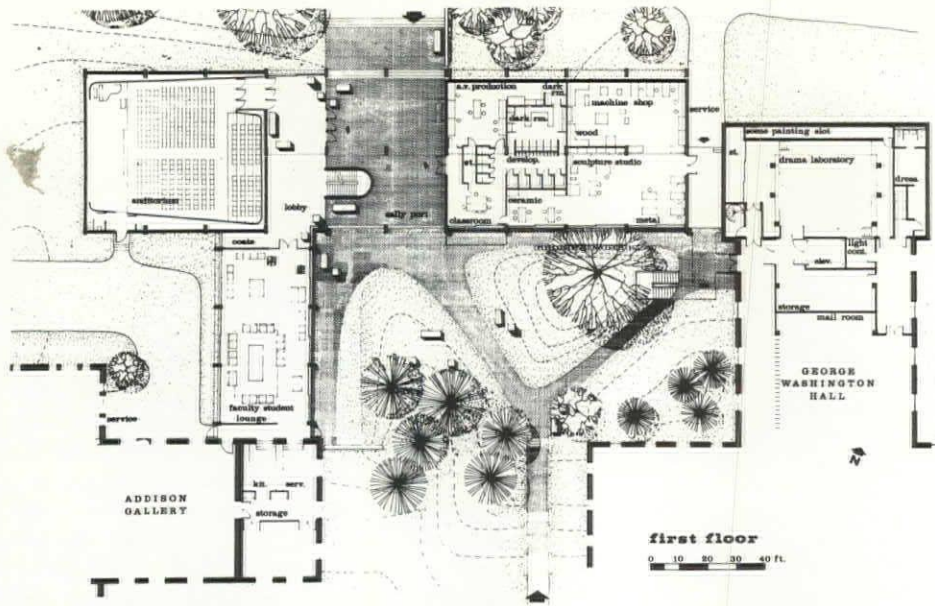 a.v. production
dark
rm.
machine shop
service
dark rm.
wood
scene painting slot
st.
drama laboratory
st.
develop.
sculpture studio
dress.
auditorium
ceramic
lobby
sally port
classroom
metal
coats
light
cont.
elev.
storage
mail room
GEORGE
WASHINGTON
HALL
faculty student
lounge
service
N
kit. serv.
ADDISON
GALLERY
storage
first floor
0 10 20 30 40 ft.